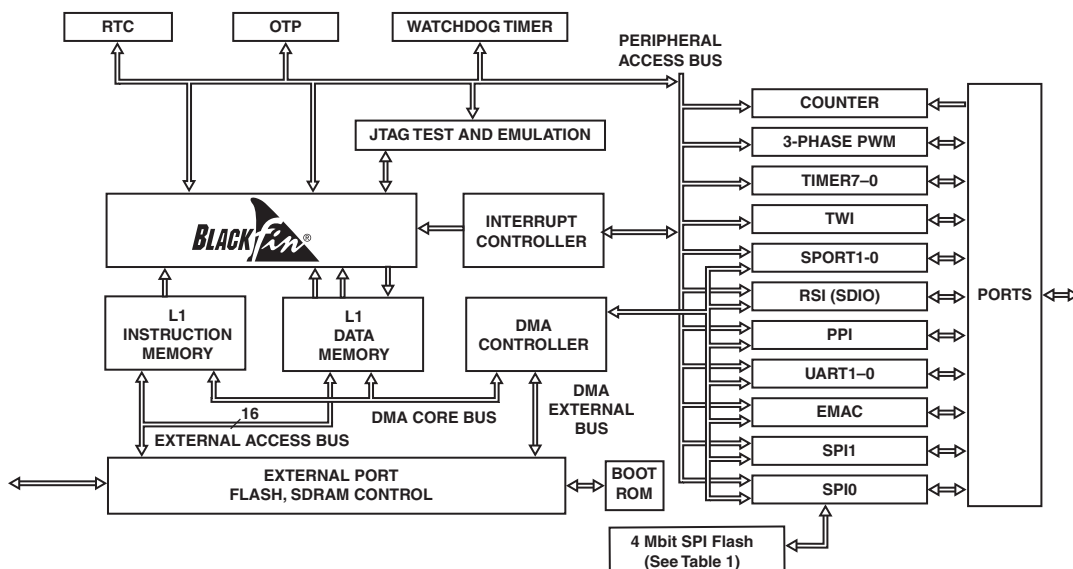 RTC
OTP
WATCHDOG TIMER
PERIPHERAL
ACCESS BUS
JTAG TEST AND EMULATION
COUNTER
3-PHASE PWM
TIMER7–0
TWI
SPORT1-0
RSI (SDIO)
PPI
UART1–0
EMAC
SPI1
SPI0
PORTS
BLACKfin®
INTERRUPT
CONTROLLER
L1
INSTRUCTION
MEMORY
L1
DATA
MEMORY
DMA
CONTROLLER
16
DMA CORE BUS
EXTERNAL ACCESS BUS
DMA
EXTERNAL
BUS
EXTERNAL PORT
FLASH, SDRAM CONTROL
BOOT
ROM
4 Mbit SPI Flash
(See Table 1)